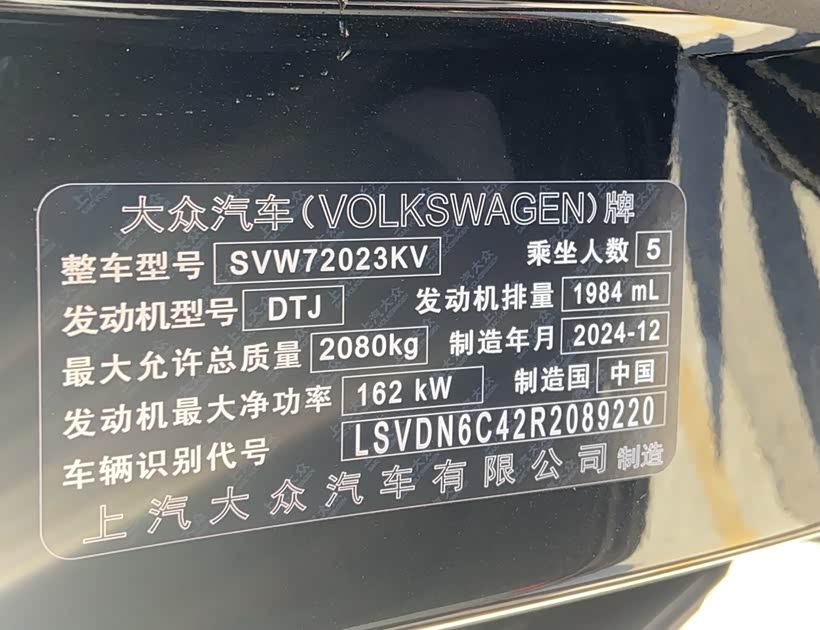 大众汽车(VOLKSWAGEN)牌
整车型号 SVW72023KV 乘坐人数 5
发动机型号 DTJ 发动机排量 1984 mL
最大允许总质量 2080kg 制造年月 2024-12
发动机最大净功率 162 kW 制造国 中国
车辆识别代号 LSVDN6C42R2089220
上汽大众汽车有限公司 制造